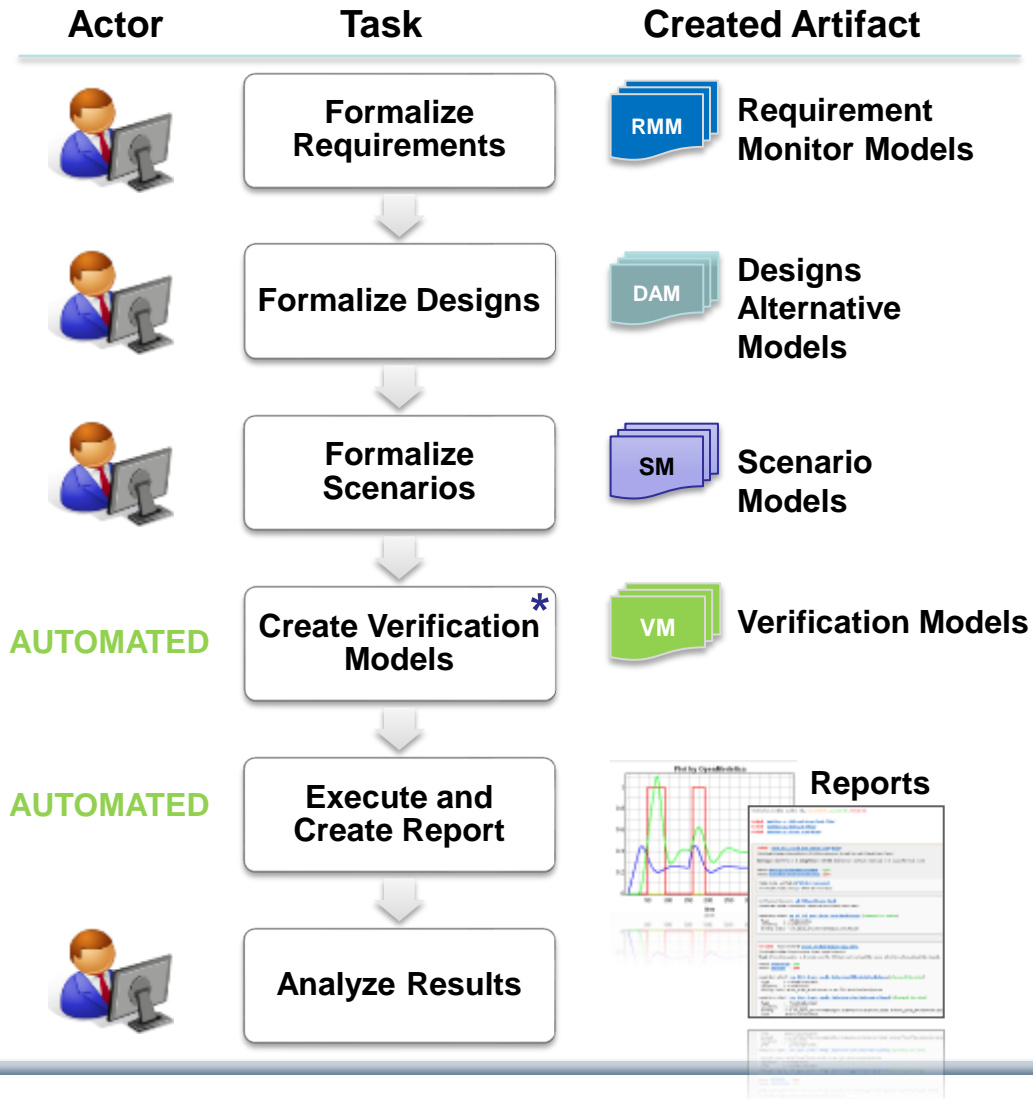 Actor Task Created Artifact
Formalize
Requirements
RMM
Requirement
Monitor Models
Formalize Designs
DAM
Designs
Alternative
Models
Formalize
Scenarios
SM
Scenario
Models
AUTOMATED
Create Verification
Models
*
VM
Verification Models
AUTOMATED
Execute and
Create Report
Plot by OpenModelica
Reports
Analyze Results